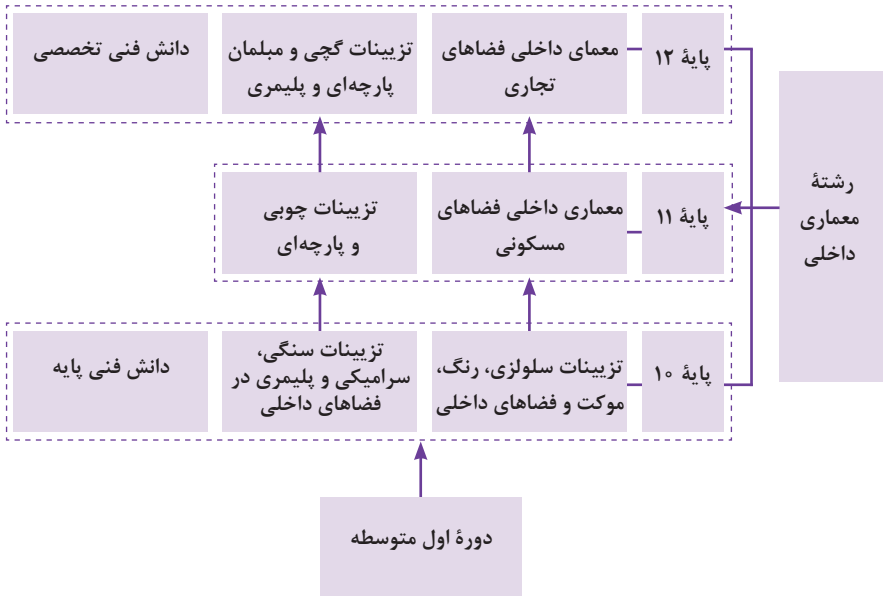 پایهٔ ۱۲
معمای داخلی فضاهای
تجاری
تزیینات گچی و مبلمان
پارچه‌ای و پلیمری
دانش فنی تخصصی
رشتهٔ
معماری
داخلی
پایهٔ ۱۱
معماری داخلی فضاهای
مسکونی
تزیینات چوبی
و پارچه‌ای
پایهٔ ۱۰
تزیینات سلولزی، رنگ،
موکت و فضاهای داخلی
تزیینات سنگی،
سرامیکی و پلیمری در
فضاهای داخلی
دانش فنی پایه
دورهٔ اول متوسطه